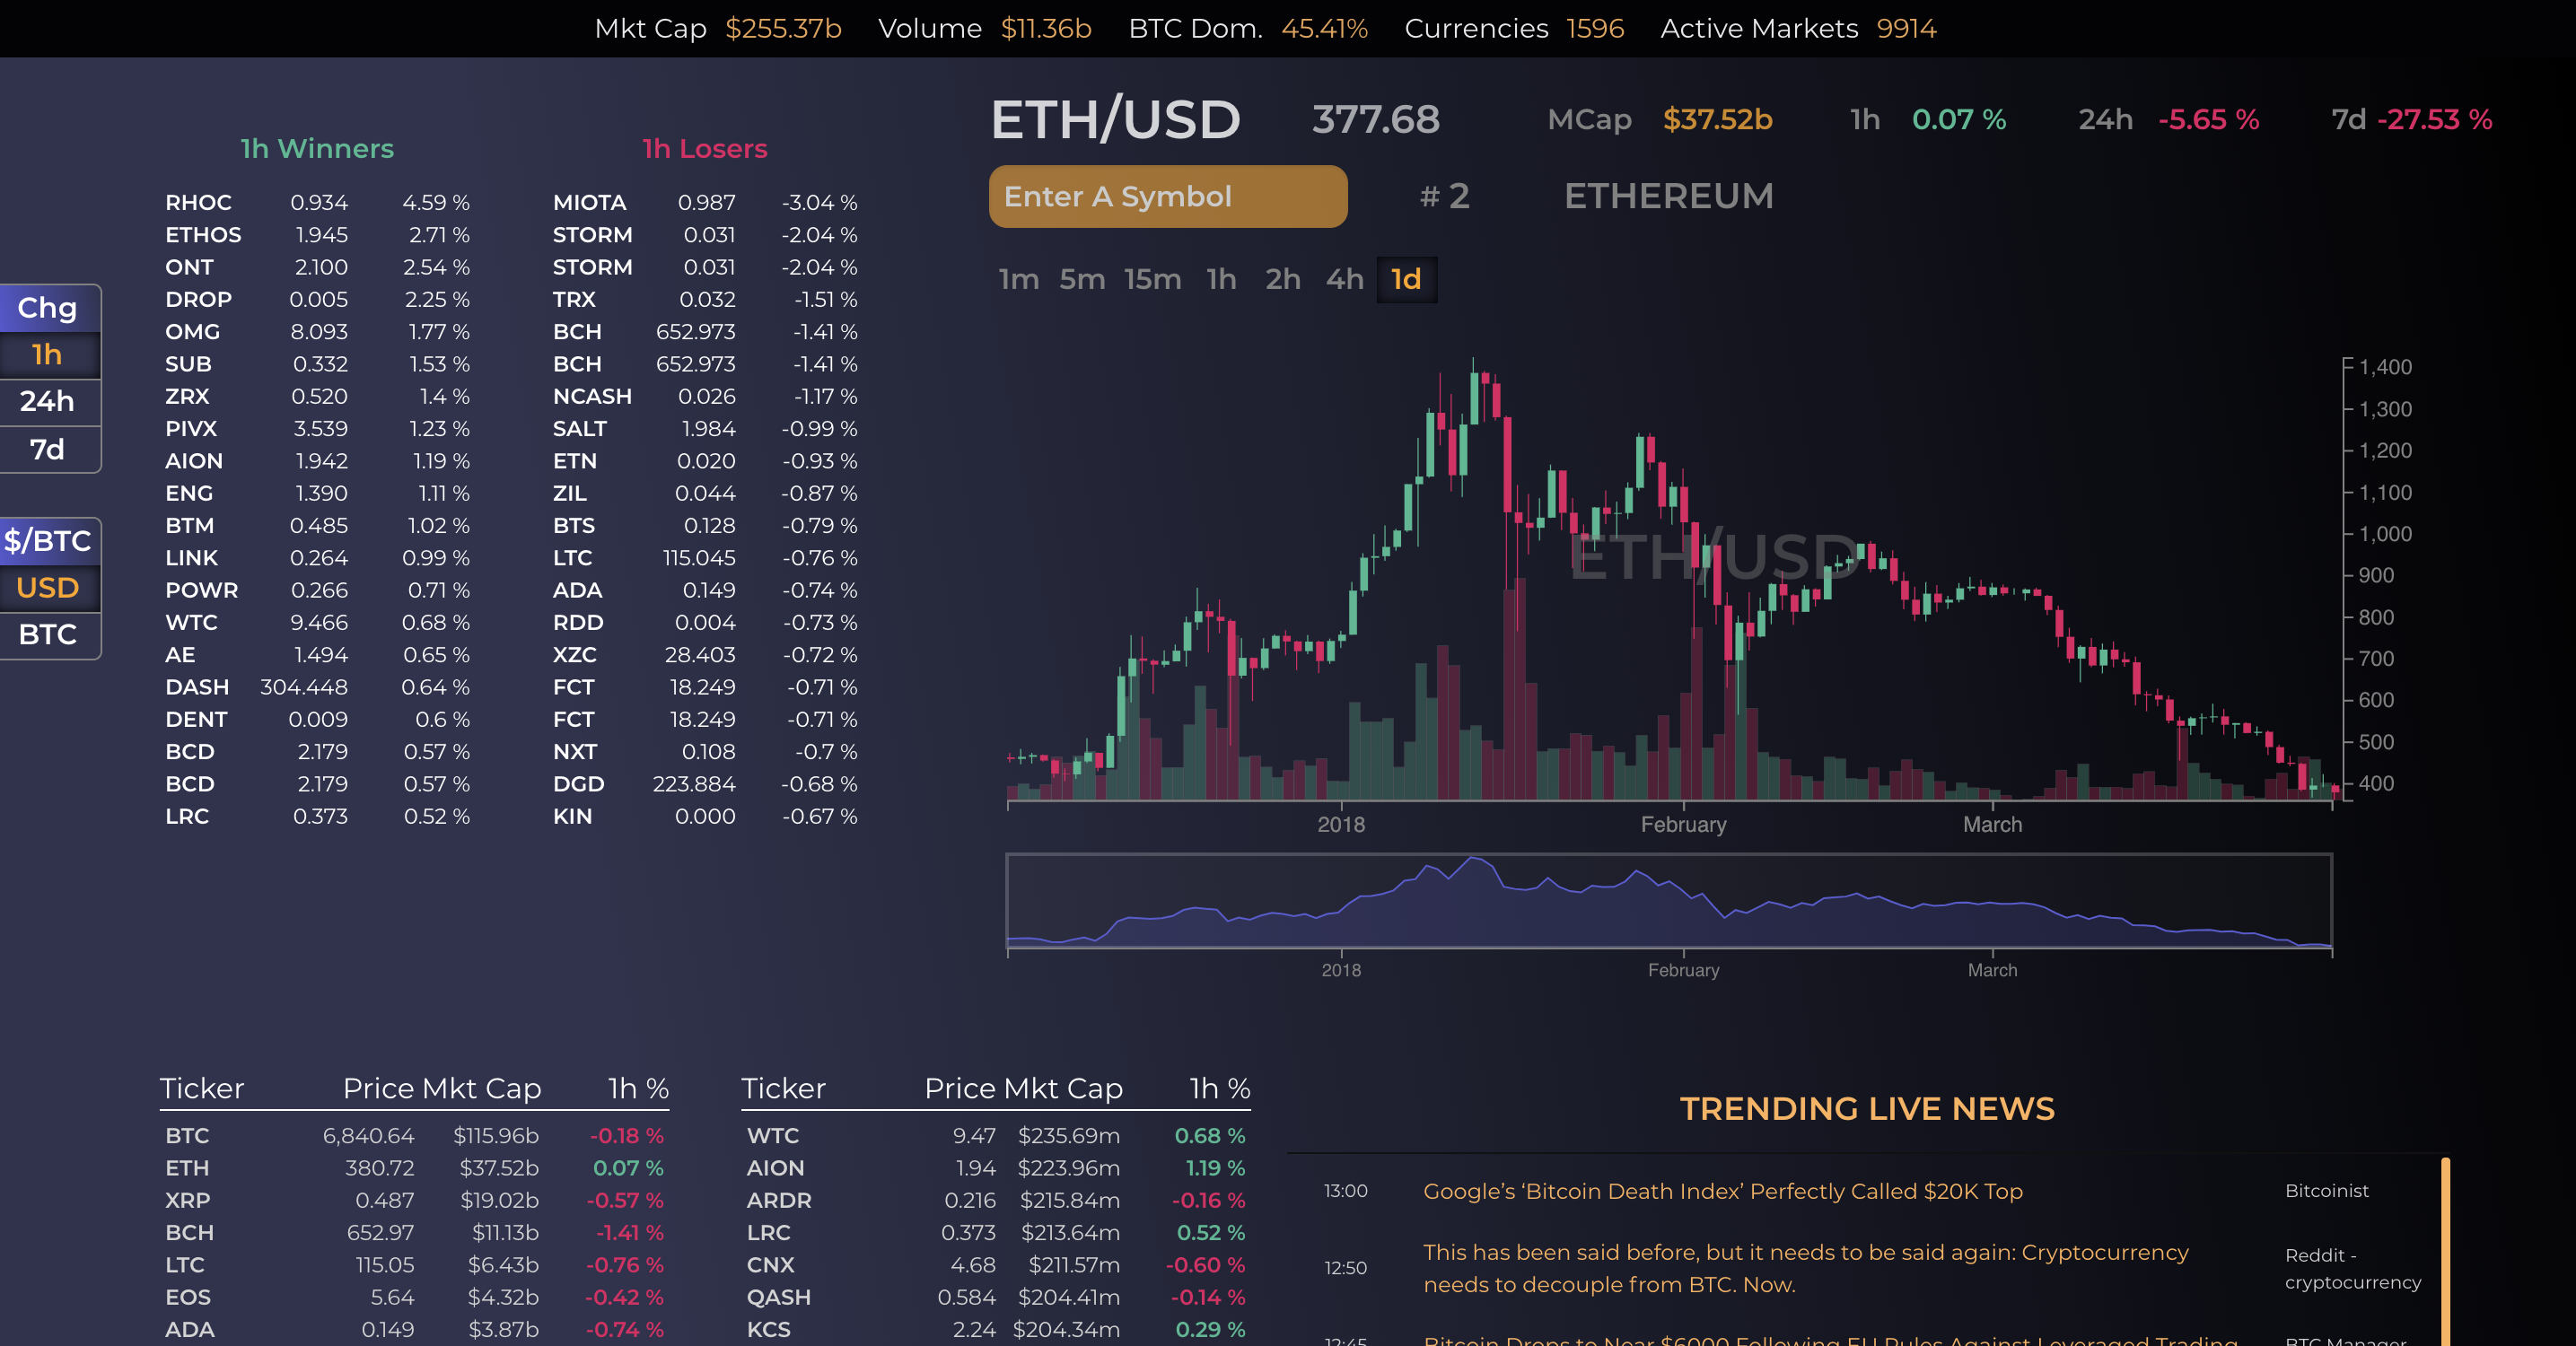 Mkt Cap $255.37b Volume $11.36b BTC Dom. 45.41% Currencies 1596 Active Markets 9914
ETH/USD 377.68 MCap $37.52b 1h 0.07 % 24h -5.65 % 7d -27.53 %
Enter A Symbol # 2 ETHEREUM
1m 5m 15m 1h 2h 4h 1d
Chg
1h
24h
7d
$/BTC
USD
BTC
1h Winners
RHOC 0.934 4.59 %
ETHOS 1.945 2.71 %
ONT 2.100 2.54 %
DROP 0.005 2.25 %
OMG 8.093 1.77 %
SUB 0.332 1.53 %
ZRX 0.520 1.4 %
PIVX 3.539 1.23 %
AION 1.942 1.19 %
ENG 1.390 1.11 %
BTM 0.485 1.02 %
LINK 0.264 0.99 %
POWR 0.266 0.71 %
WTC 9.466 0.68 %
AE 1.494 0.65 %
DASH 304.448 0.64 %
DENT 0.009 0.6 %
BCD 2.179 0.57 %
BCD 2.179 0.57 %
LRC 0.373 0.52 %
1h Losers
MIOTA 0.987 -3.04 %
STORM 0.031 -2.04 %
STORM 0.031 -2.04 %
TRX 0.032 -1.51 %
BCH 652.973 -1.41 %
BCH 652.973 -1.41 %
NCASH 0.026 -1.17 %
SALT 1.984 -0.99 %
ETN 0.020 -0.93 %
ZIL 0.044 -0.87 %
BTS 0.128 -0.79 %
LTC 115.045 -0.76 %
ADA 0.149 -0.74 %
RDD 0.004 -0.73 %
XZC 28.403 -0.72 %
FCT 18.249 -0.71 %
FCT 18.249 -0.71 %
NXT 0.108 -0.7 %
DGD 223.884 -0.68 %
KIN 0.000 -0.67 %
ETH/USD
1,400
1,300
1,200
1,100
1,000
900
800
700
600
500
400
2018 February March
2018 February March
Ticker Price Mkt Cap 1h %
BTC 6,840.64 $115.96b -0.18 %
ETH 380.72 $37.52b 0.07 %
XRP 0.487 $19.02b -0.57 %
BCH 652.97 $11.13b -1.41 %
LTC 115.05 $6.43b -0.76 %
EOS 5.64 $4.32b -0.42 %
ADA 0.149 $3.87b -0.74 %
Ticker Price Mkt Cap 1h %
WTC 9.47 $235.69m 0.68 %
AION 1.94 $223.96m 1.19 %
ARDR 0.216 $215.84m -0.16 %
LRC 0.373 $213.64m 0.52 %
CNX 4.68 $211.57m -0.60 %
QASH 0.584 $204.41m -0.14 %
KCS 2.24 $204.34m 0.29 %
TRENDING LIVE NEWS
13:00 Google’s ‘Bitcoin Death Index’ Perfectly Called $20K Top Bitcoinist
12:50 This has been said before, but it needs to be said again: Cryptocurrency
needs to decouple from BTC. Now.
Reddit -
cryptocurrency
12:45 Bitcoin Drops to Near $6000 Following EU Rules Against Leveraged Trading BTC Manager